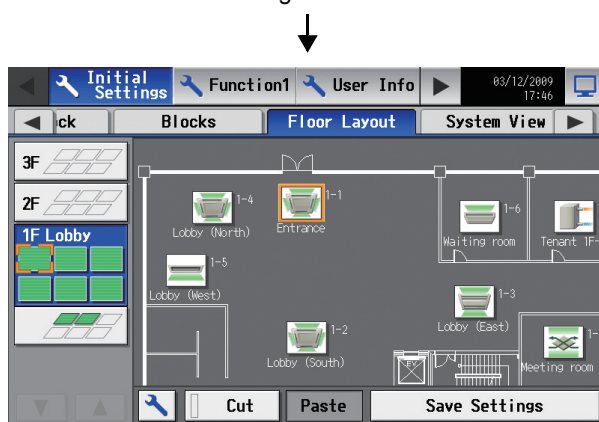 Initial
Settings
Function1
User Info
03/12/2009
17:46
ck
Blocks
Floor Layout
System View
3F
2F
1F Lobby
1-4
Lobby (North)
1-1
Entrance
1-6
Waiting room
Tenant 1F-
1-5
Lobby (West)
1-3
Lobby (East)
1-2
Lobby (South)
EV
1-
Meeting room
Cut
Paste
Save Settings